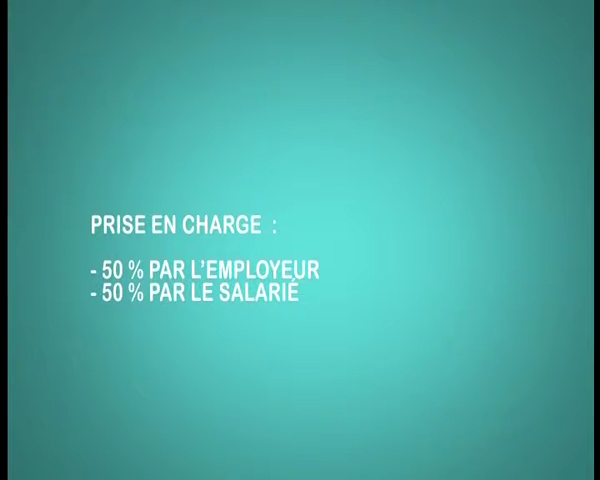 PRISE EN CHARGE :
- 50 % PAR L’EMPLOYEUR
- 50 % PAR LE SALARIÉ